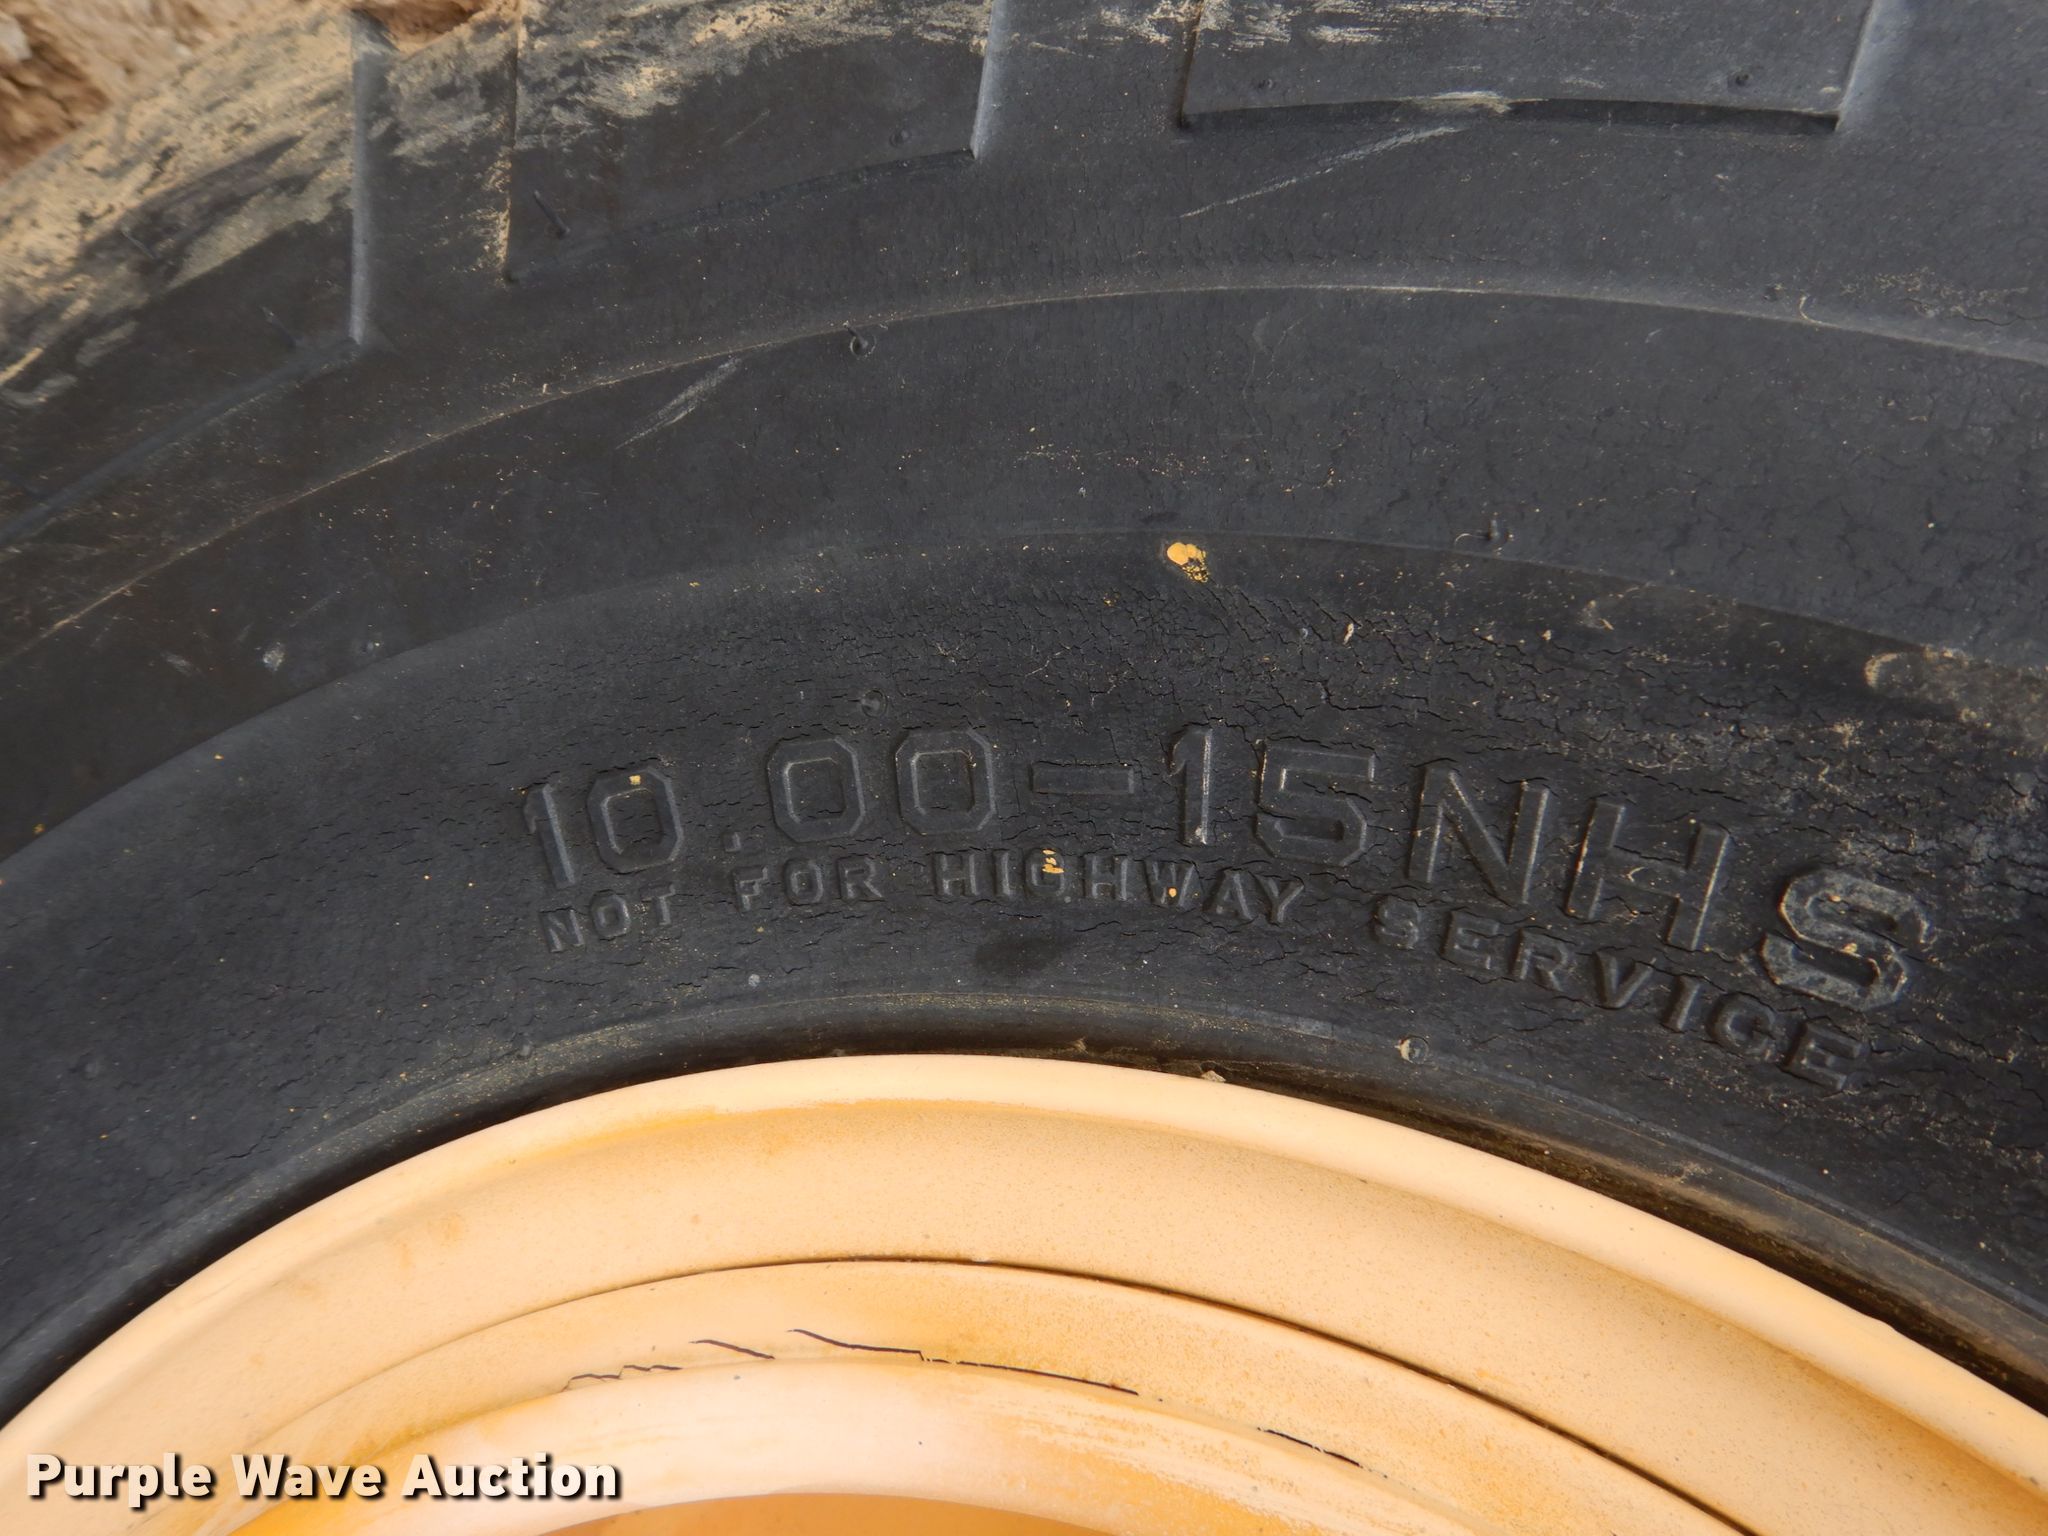 10.00-15NHS
NOT FOR HIGHWAY SERVICE
Purple Wave Auction